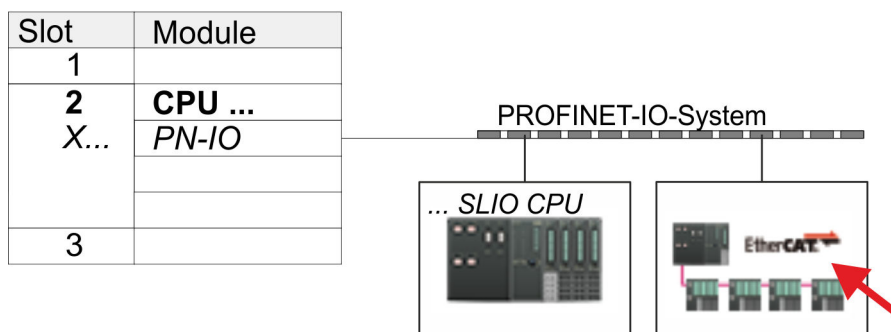 Slot Module
1
2 CPU ...
X... PN-IO
3
PROFINET-IO-System
... SLIO CPU
EtherCAT